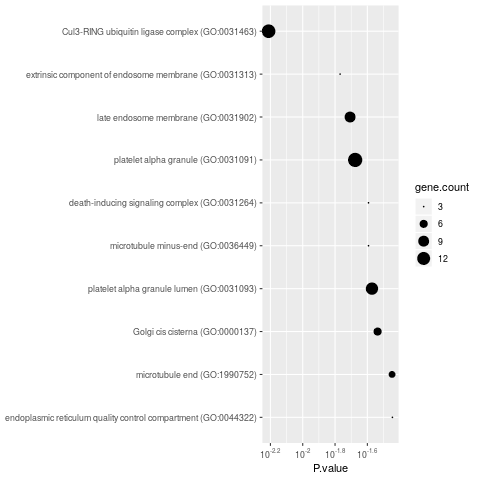 Cul3-RING ubiquitin ligase complex (GO:0031463)
extrinsic component of endosome membrane (GO:0031313)
late endosome membrane (GO:0031902)
platelet alpha granule (GO:0031091)
death-inducing signaling complex (GO:0031264)
microtubule minus-end (GO:0036449)
platelet alpha granule lumen (GO:0031093)
Golgi cis cisterna (GO:0000137)
microtubule end (GO:1990752)
endoplasmic reticulum quality control compartment (GO:0044322)
10^-2.2 10^-2 10^-1.8 10^-1.6
P.value
gene.count
3
6
9
12